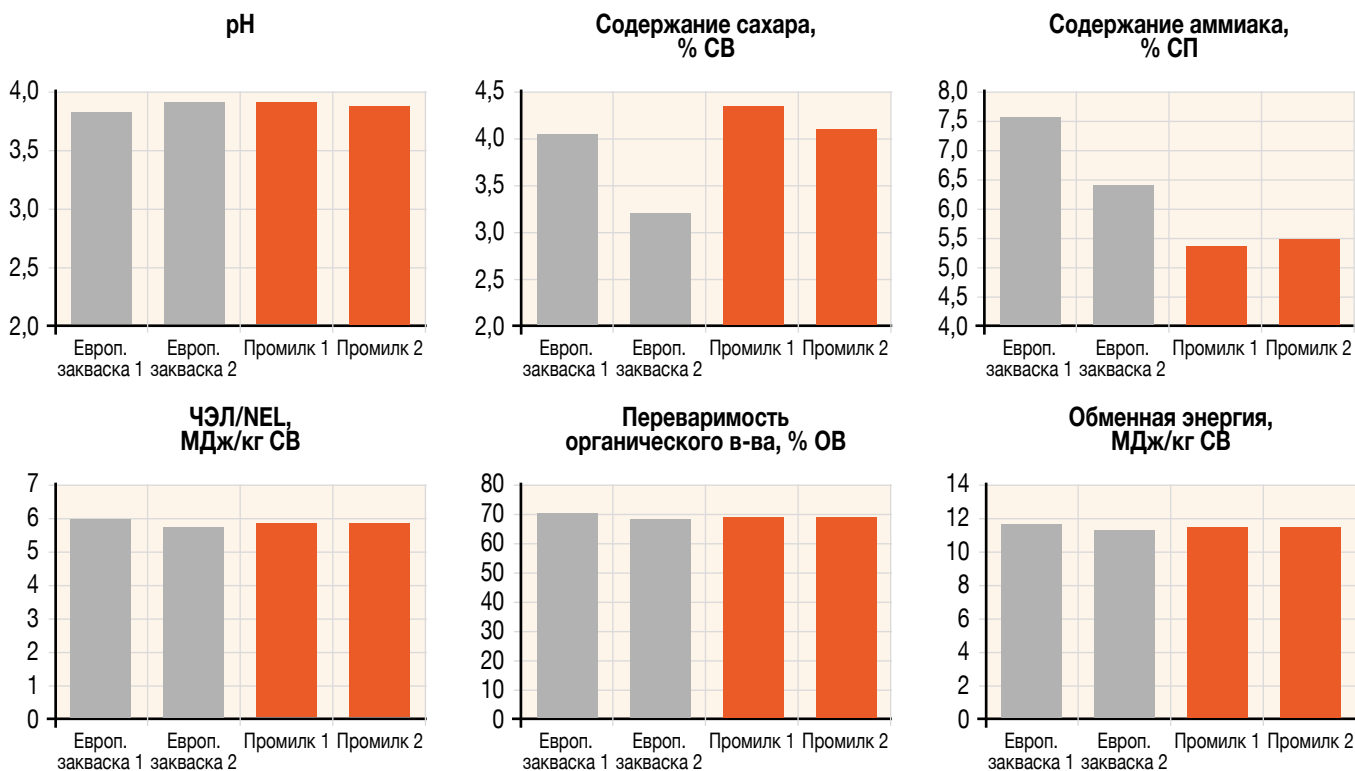 pH
4,0
3,5
3,0
2,5
2,0
Европ. закваска 1
Европ. закваска 2
Промилк 1
Промилк 2
Содержание сахара,
% СВ
4,5
4,0
3,5
3,0
2,5
2,0
Европ. закваска 1
Европ. закваска 2
Промилк 1
Промилк 2
Содержание аммиака,
% СП
8,0
7,5
7,0
6,5
6,0
5,5
5,0
4,5
4,0
Европ. закваска 1
Европ. закваска 2
Промилк 1
Промилк 2
ЧЭЛ/NEL,
МДж/кг СВ
7
6
5
4
3
2
1
0
Европ. закваска 1
Европ. закваска 2
Промилк 1
Промилк 2
Переваримость
органического в-ва, % ОВ
80
70
60
50
40
30
20
10
0
Европ. закваска 1
Европ. закваска 2
Промилк 1
Промилк 2
Обменная энергия,
МДж/кг СВ
14
12
10
8
6
4
2
0
Европ. закваска 1
Европ. закваска 2
Промилк 1
Промилк 2